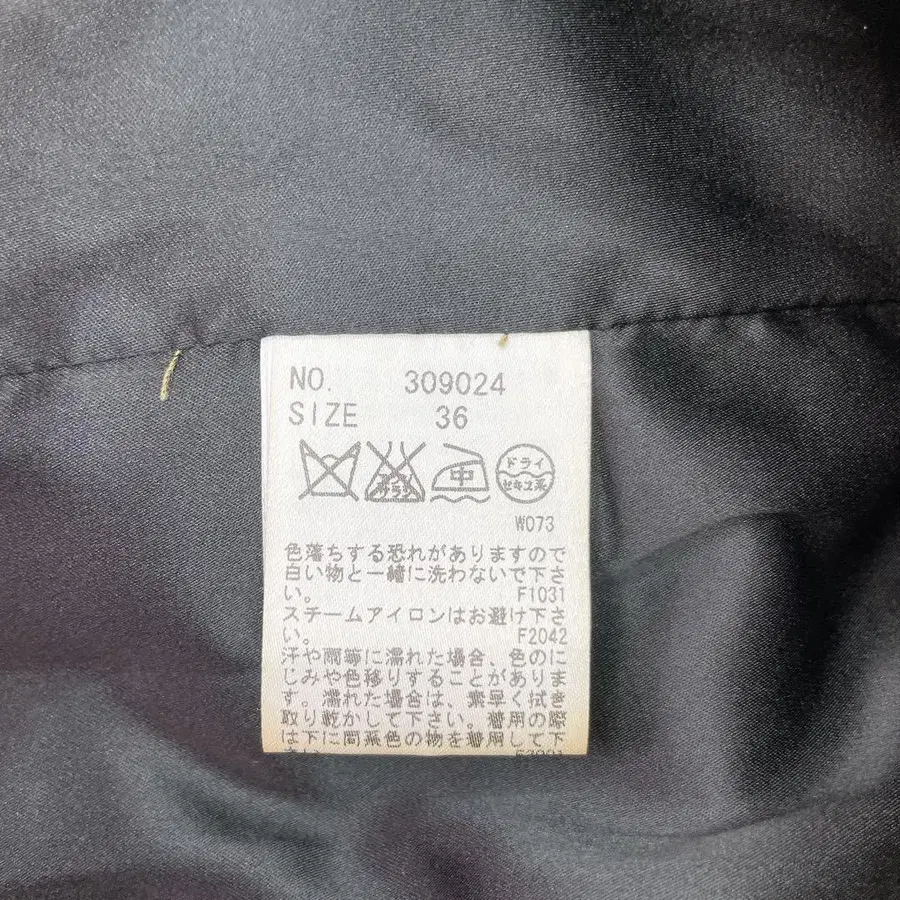 NO. 309024
SIZE 36
中
ドライ
セキユ系
W073
色落ちする恐れがありますので
白い物と一緒に洗わないで下さ
い。 F1031
スチームアイロンはお避け下さ
い。 F2042
汗や雨等に濡れた場合、色のに
じみや色移りすることがありま
す。濡れた場合は、素早く拭き
取り乾かして下さい。着用の際
は下に同系色の物を着用して下